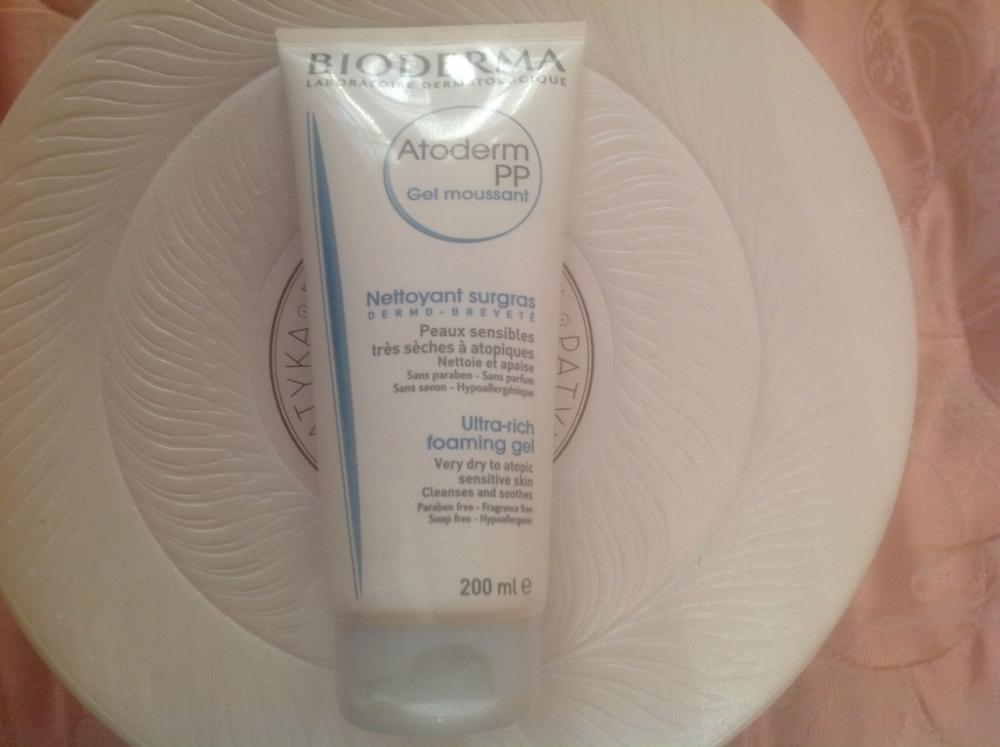 BIODERMA
LABORATOIRE DERMATOLOGIQUE
Atoderm
PP
Gel moussant
Nettoyant surgras
DERMO-BREVETÉ
Peaux sensibles
très sèches à atopiques
Nettoie et apaise
Sans paraben - Sans parfum
Sans savon - Hypoallergénique
Ultra-rich
foaming gel
Very dry to atopic
sensitive skin
Cleanses and soothes
Paraben free - Fragrance free
Soap free - Hypoallergenic
200 ml e